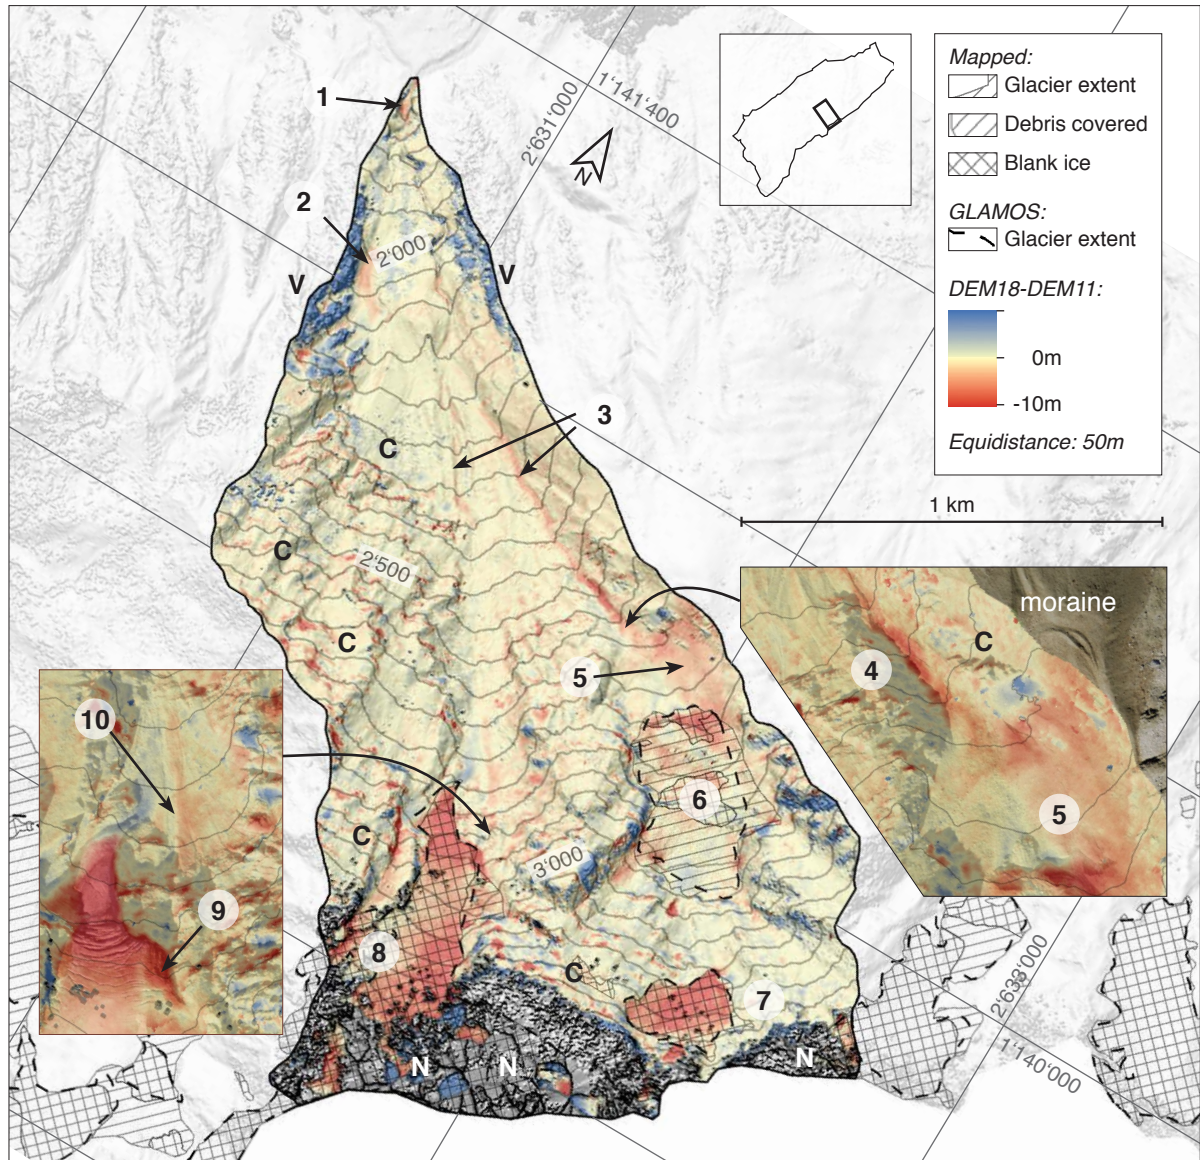 1
2
2'000
V
V
3
C
C
2'500
C
5
6
C
3'000
8
C
7
N
N
N
2'631'000
1'141'400
N
Mapped:
Glacier extent
Debris covered
Blank ice
GLAMOS:
Glacier extent
DEM18-DEM11:
0m
-10m
Equidistance: 50m
1 km
moraine
C
4
5
10
9
2'633'000
1'140'000